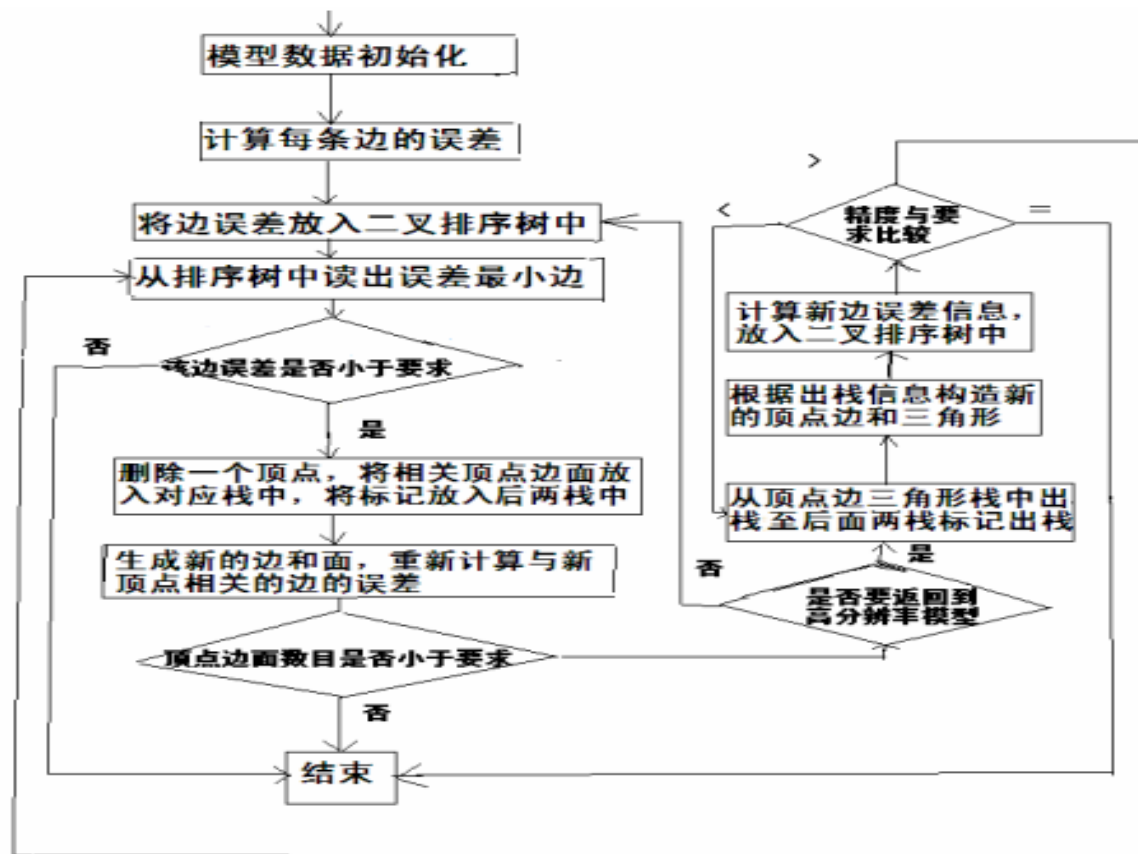 模型数据初始化
计算每条边的误差
将边误差放入二叉排序树中
从排序树中读出误差最小边
否
该边误差是否小于要求
是
删除一个顶点，将相关顶点边面放
入对应栈中，将标记放入后两栈中
生成新的边和面，重新计算与新
顶点相关的边的误差
顶点边面数目是否小于要求
否
结束
>
<
=
精度与要
求比较
计算新边误差信息，
放入二叉排序树中
根据出栈信息构造新
的顶点边和三角形
从顶点边三角形栈中出
栈至后面两栈标记出栈
否
是
是否要返回到
高分辨率模型